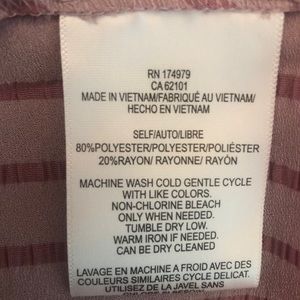 RN 174979
CA 62101
MADE IN VIETNAM/FABRIQUÉ AU VIETNAM/
HECHO EN VIETNAM
SELF/AUTO/LIBRE
80%POLYESTER/POLYESTER/POLIÉSTER
20%RAYON/ RAYONNE/ RAYÓN
MACHINE WASH COLD GENTLE CYCLE
WITH LIKE COLORS.
NON-CHLORINE BLEACH
ONLY WHEN NEEDED.
TUMBLE DRY LOW.
WARM IRON IF NEEDED.
CAN BE DRY CLEANED
LAVAGE EN MACHINE A FROID AVEC DES
COULEURS SIMILAIRES CYCLE DELICAT.
UTILISEZ DE LA JAVEL SANS